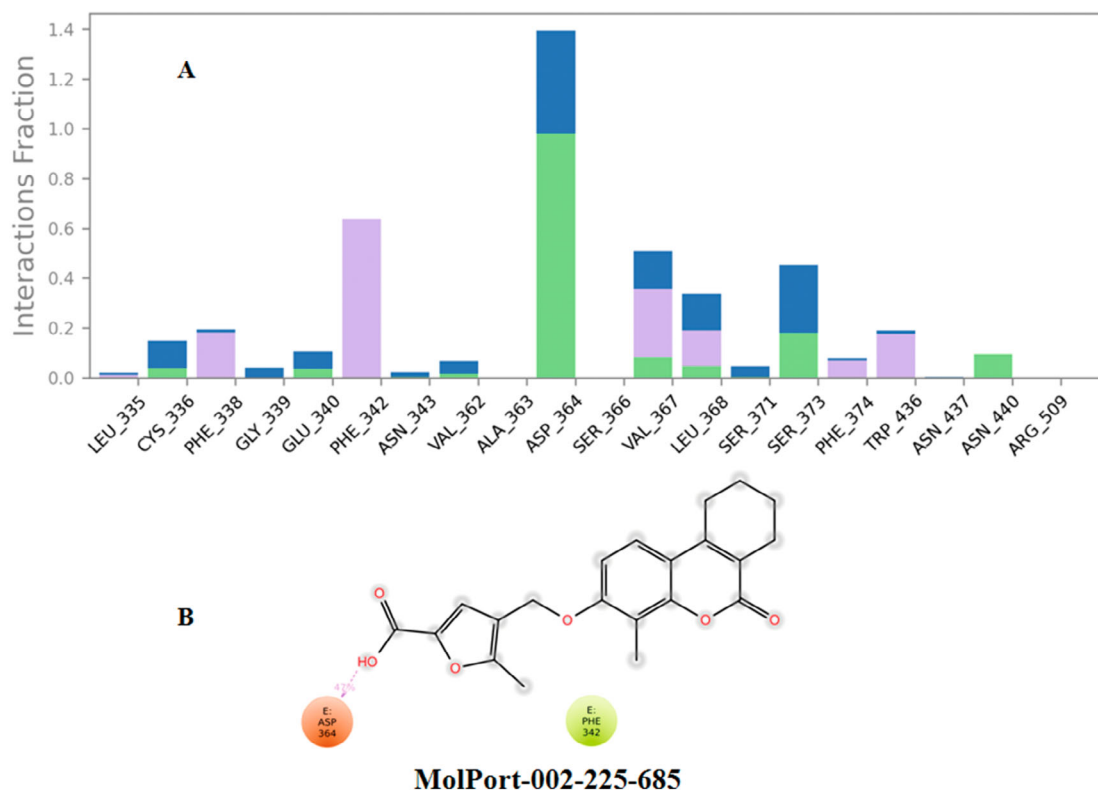 1.4
A
1.2
1.0
0.8
0.6
0.4
0.2
0.0
Interactions Fraction
LEU_335
CYS_336
PHE_338
GLY_339
GLU_340
PHE_342
ASN_343
VAL_362
ALA_363
ASP_364
SER_366
VAL_367
LEU_368
SER_371
SER_373
PHE_374
TRP_436
ASN_437
ASN_440
ARG_509
B
O
HO
O
O
O
O
47%
E:
ASP
364
E:
PHE
342
MolPort-002-225-685